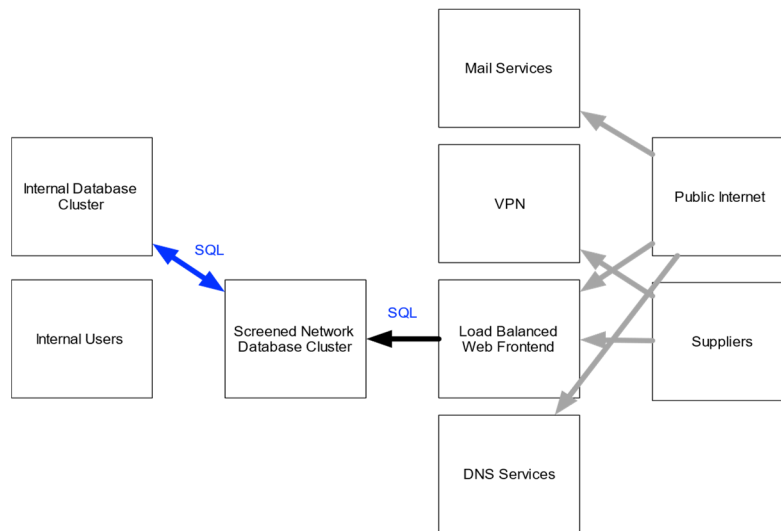 Mail Services
Internal Database
Cluster
VPN
Public Internet
SQL
Internal Users
Screened Network
Database Cluster
SQL
Load Balanced
Web Frontend
Suppliers
DNS Services